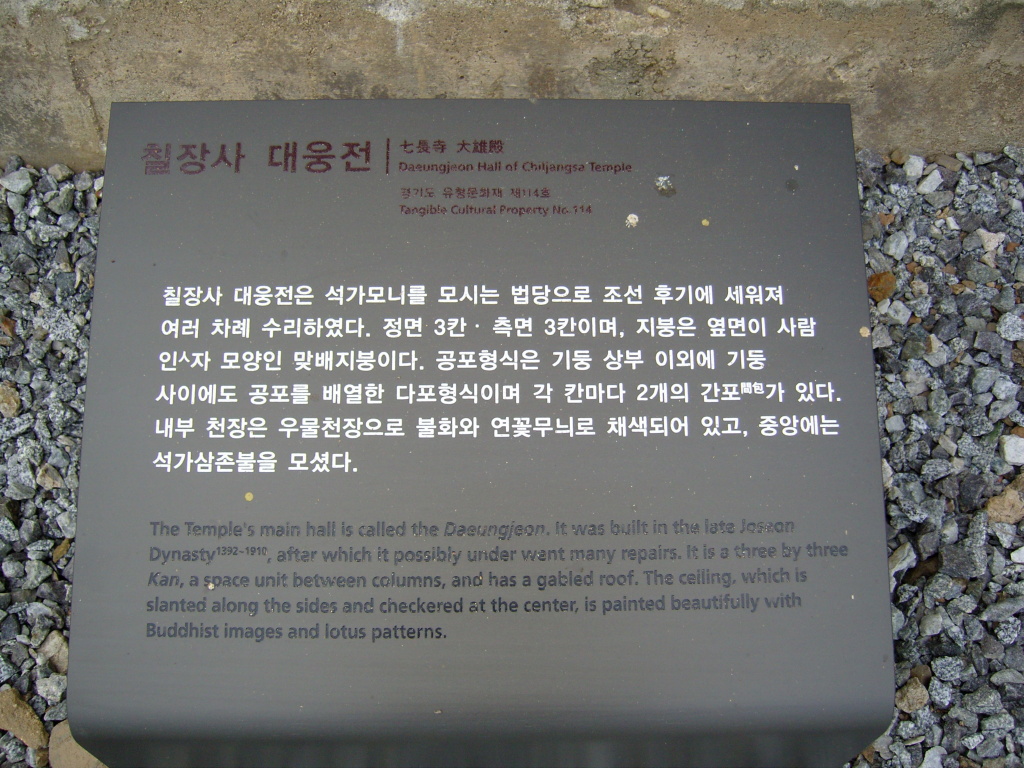 칠장사 대웅전
七長寺 大雄殿
Daeungjeon Hall of Chiljangsa Temple
경기도 유형문화재 제114호
Tangible Cultural Property No. 114
칠장사 대웅전은 석가모니를 모시는 법당으로 조선 후기에 세워져
여러 차례 수리하였다. 정면 3칸 · 측면 3칸이며, 지붕은 옆면이 사람
인ㅅ자 모양인 맞배지붕이다. 공포형식은 기둥 상부 이외에 기둥
사이에도 공포를 배열한 다포형식이며 각 칸마다 2개의 간포間包가 있다.
내부 천장은 우물천장으로 불화와 연꽃무늬로 채색되어 있고, 중앙에는
석가삼존불을 모셨다.
The Temple's main hall is called the Daeungjeon. It was built in the late Joseon
Dynasty1392~1910, after which it possibly under went many repairs. It is a three by three
Kan, a space unit between columns, and has a gabled roof. The ceiling, which is
slanted along the sides and checkered at the center, is painted beautifully with
Buddhist images and lotus patterns.